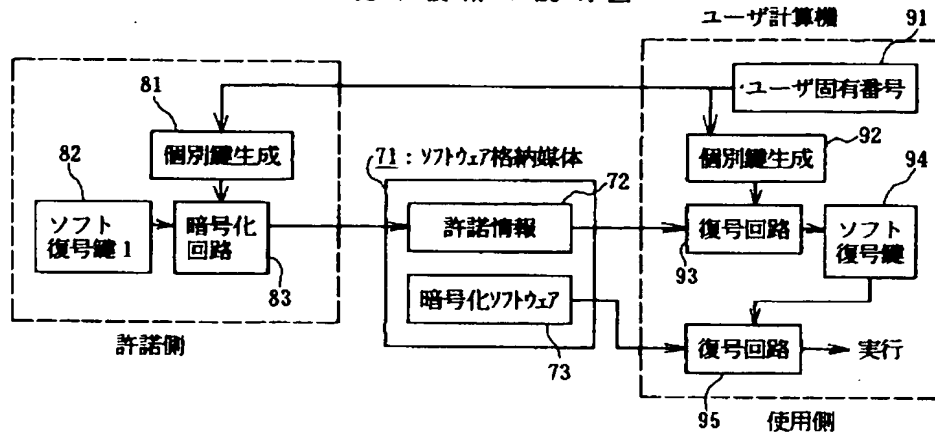 ユーザ計算機
91
81
・ユーザ固有番号
82
個別鍵生成
71：ソフトウェア格納媒体
個別鍵生成
92
94
72
ソフト
復号鍵1
暗号化
回路
許諾情報
復号回路
ソフト
復号鍵
83
93
暗号化ソフトウェア
許諾側
73
復号回路
実行
95
使用側